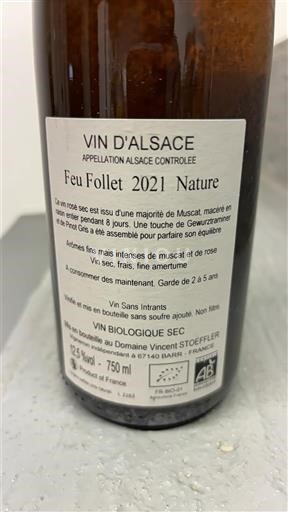 VIN D'ALSACE
APPELLATION ALSACE CONTROLEE
Feu Follet 2021 Nature
Ce vin rosé sec est issu d'une majorité de Muscat, macéré en
raisin entier pendant 8 jours. Une touche de Gewurztraminer
et de Pinot Gris a été assemblé pour parfaire son équilibre
Arômes fins mais intenses de muscat et de rose
Vin sec, frais, fine amertume
A consommer dès maintenant. Garde de 2 à 5 ans
Vin Sans Intrants
Vinifié et mis en bouteille sans soufre ajouté. Non filtré
VIN BIOLOGIQUE SEC
Mis en bouteille au Domaine Vincent STOEFFLER
Vigneron indépendant à 67140 BARR - FRANCE
12.5 %vol - 750 ml
Product of France
FR-BIO-01
Agriculture France
AB